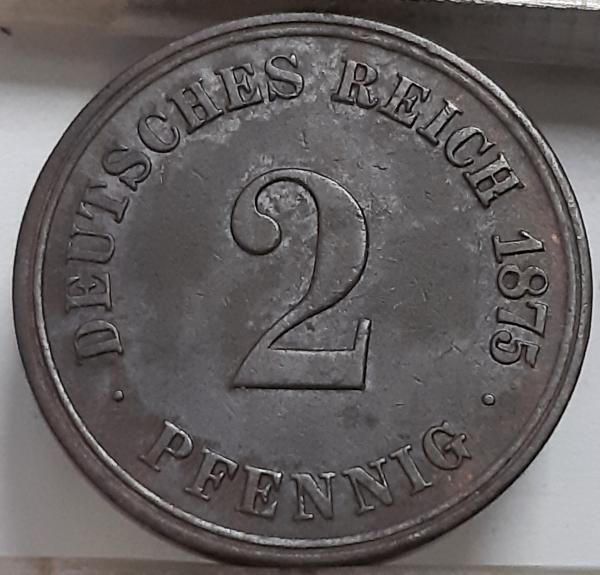 DEUTSCHES REICH 1875
2
· PFENNIG ·